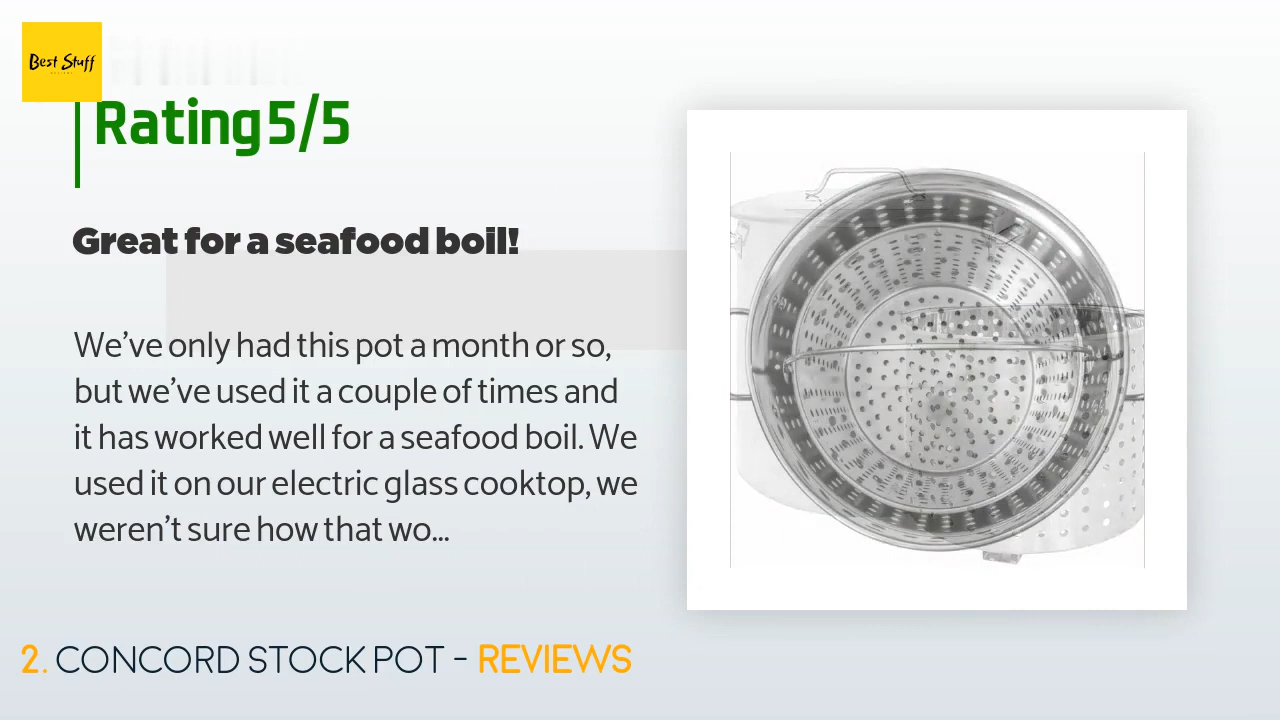 Best Stuff
Rating 5/5
Great for a seafood boil!
We've only had this pot a month or so,
but we've used it a couple of times and
it has worked well for a seafood boil. We
used it on our electric glass cooktop, we
weren't sure how that wo...
2. CONCORD STOCK POT - REVIEWS